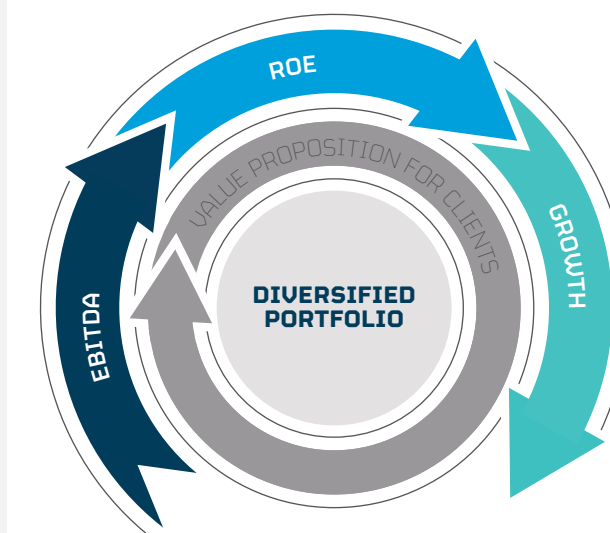 ROE
VALUE PROPOSITION FOR CLIENTS
GROWTH
DIVERSIFIED
PORTFOLIO
EBITDA